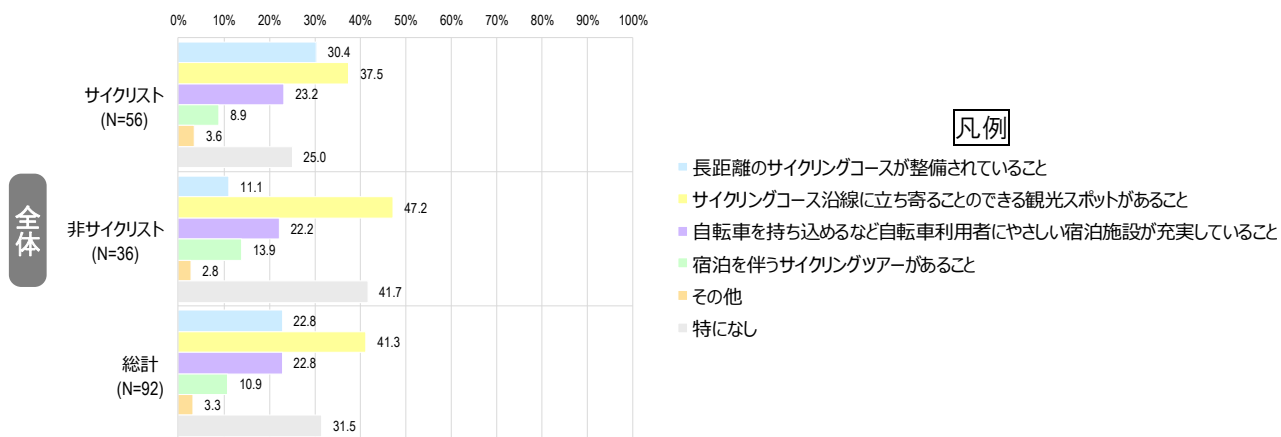 0% 10% 20% 30% 40% 50% 60% 70% 80% 90% 100%
全体
サイクリスト
(N=56)
30.4
37.5
23.2
8.9
3.6
25.0
非サイクリスト
(N=36)
11.1
47.2
22.2
13.9
2.8
41.7
総計
(N=92)
22.8
41.3
22.8
10.9
3.3
31.5
凡例
長距離のサイクリングコースが整備されていること
サイクリングコース沿線に立ち寄ることのできる観光スポットがあること
自転車を持ち込めるなど自転車利用者にやさしい宿泊施設が充実していること
宿泊を伴うサイクリングツアーがあること
その他
特になし